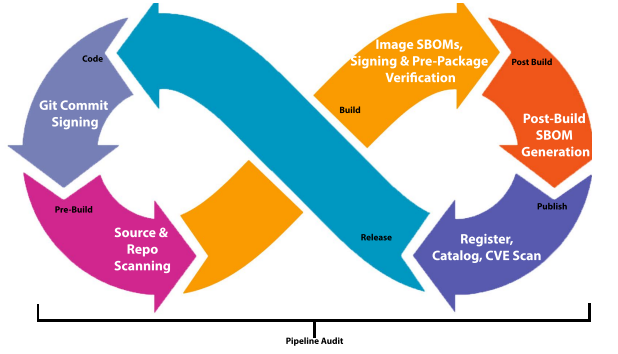 Code
Git Commit
Signing
Pre-Build
Source &
Repo
Scanning
Build
Image SBOMs,
Signing & Pre-Package
Verification
Post Build
Post-Build
SBOM
Generation
Publish
Register,
Catalog, CVE Scan
Release
Pipeline Audit